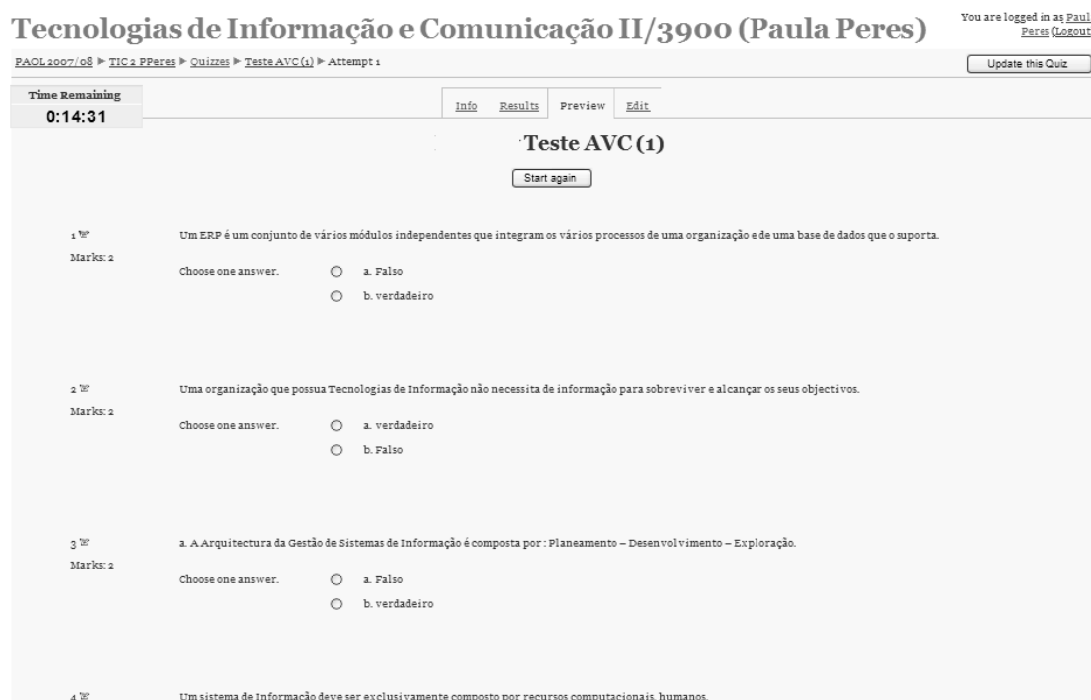 Tecnologias de Informação e Comunicação II/3900 (Paula Peres)
You are logged in as Paul
Peres (Logout
PAOL 2007/08 ▶ TIC 2 PPeres ▶ Quizzes ▶ Teste AVC (1) ▶ Attempt 1
Update this Quiz
Time Remaining
0:14:31
Info Results Preview Edit
Teste AVC (1)
Start again
1
Um ERP é um conjunto de vários módulos independentes que integram os vários processos de uma organização e de uma base de dados que o suporta.
Marks: 2
Choose one answer.
a. Falso
b. verdadeiro
2
Uma organização que possua Tecnologias de Informação não necessita de informação para sobreviver e alcançar os seus objectivos.
Marks: 2
Choose one answer.
a. verdadeiro
b. Falso
3
a. A Arquitectura da Gestão de Sistemas de Informação é composta por : Planeamento – Desenvolvimento – Exploração.
Marks: 2
Choose one answer.
a. Falso
b. verdadeiro
4
Um sistema de Informação deve ser exclusivamente composto por recursos computacionais, humanos.